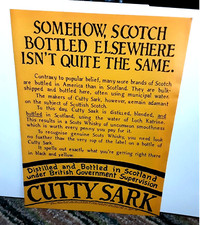 SOMEHOW, SCOTCH
BOTTLED ELSEWHERE
ISN'T QUITE THE SAME.
Contrary to popular belief, many more brands of Scotch
are bottled in America than in Scotland. They are bulk-
shipped and bottled here, often using municipal water.
The makers of Cutty Sark, however, remain adamant
on the subject of Scottish Scotch.
To this day, Cutty Sark is distilled, blended, and
bottled in Scotland, using the water of Loch Katrine.
This results in a Scots Whisky of uncommon smoothness
which is worth every penny you pay for it.
To recognize genuine Scots Whisky, you need look
no further than the very top of the label on a bottle of
Cutty Sark.
It spells out exactly what you're getting right there
in black and yellow.
Distilled and Bottled in Scotland
under British Government Supervision
CUTTY SARK